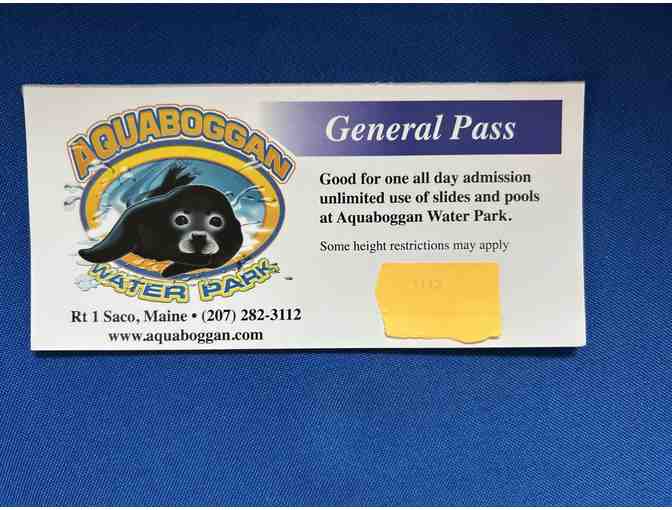 AQUABOGGAN
WATER PARK
Rt 1 Saco, Maine • (207) 282-3112
www.aquaboggan.com
General Pass
Good for one all day admission
unlimited use of slides and pools
at Aquaboggan Water Park.
Some height restrictions may apply